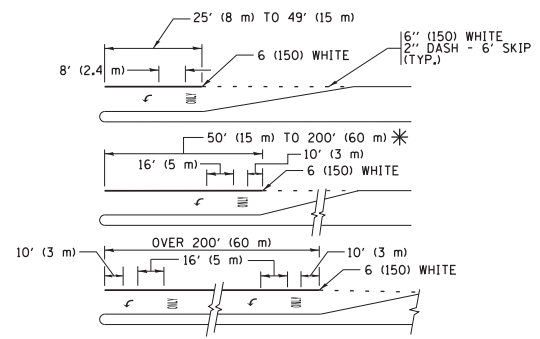 25' (8 m) TO 49' (15 m)
6'' (150) WHITE
2'' DASH - 6' SKIP
(TYP.)
6 (150) WHITE
8' (2.4 m)
ONLY
50' (15 m) TO 200' (60 m) *
16' (5 m)
10' (3 m)
6 (150) WHITE
ONLY
OVER 200' (60 m)
10' (3 m)
16' (5 m)
10' (3 m)
6 (150) WHITE
ONLY
ONLY